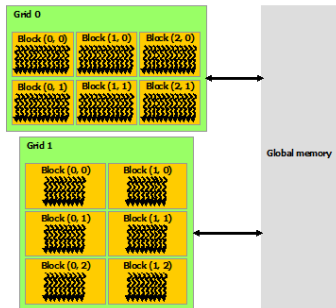 Grid 0
Block (0, 0) Block (1, 0) Block (2, 0)
Block (0, 1) Block (1, 1) Block (2, 1)
Global memory
Grid 1
Block (0, 0) Block (1, 0)
Block (0, 1) Block (1, 1)
Block (0, 2) Block (1, 2)